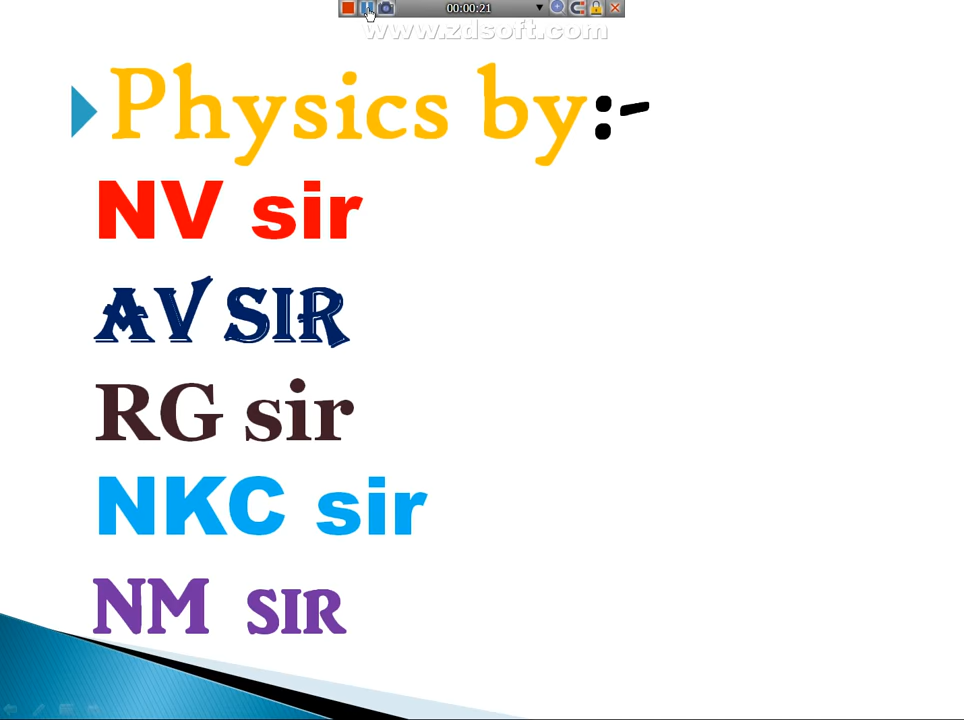 00:00:21
www.zdsoft.com
Physics by:-
NV sir
AV SIR
RG sir
NKC sir
NM SIR